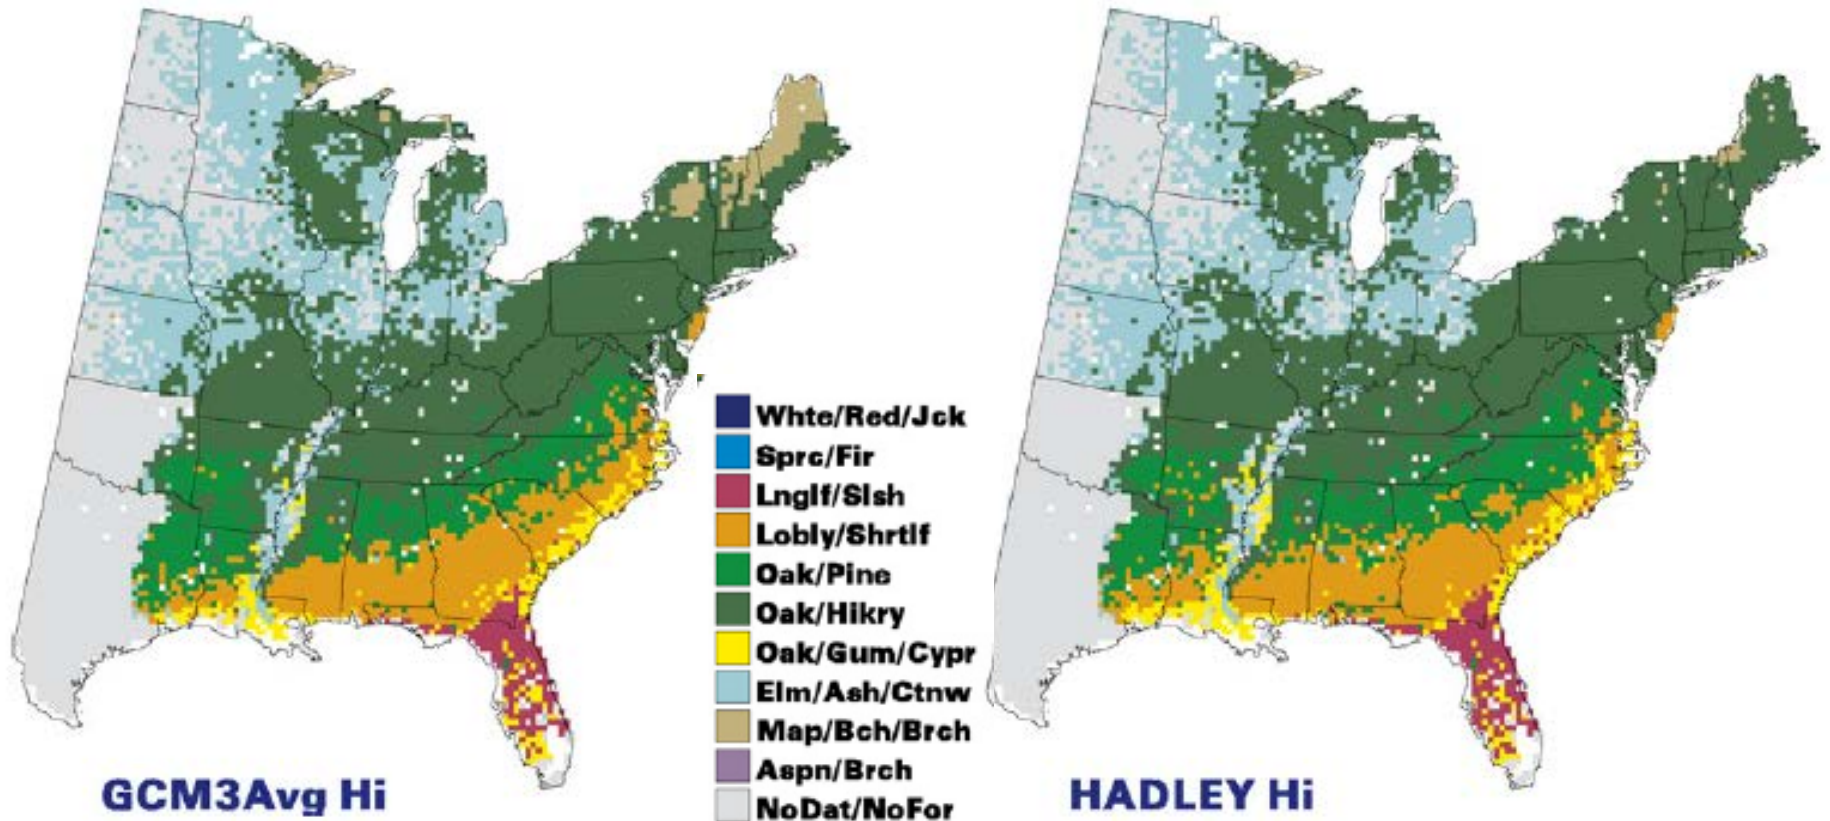 Whte/Red/Jck
Sprc/Fir
Lnglf/Slsh
Lobly/Shrtlf
Oak/Pine
Oak/Hikry
Oak/Gum/Cypr
Elm/Ash/Ctnw
Map/Bch/Brch
Aspn/Brch
NoDat/NoFor
GCM3Avg Hi
HADLEY Hi